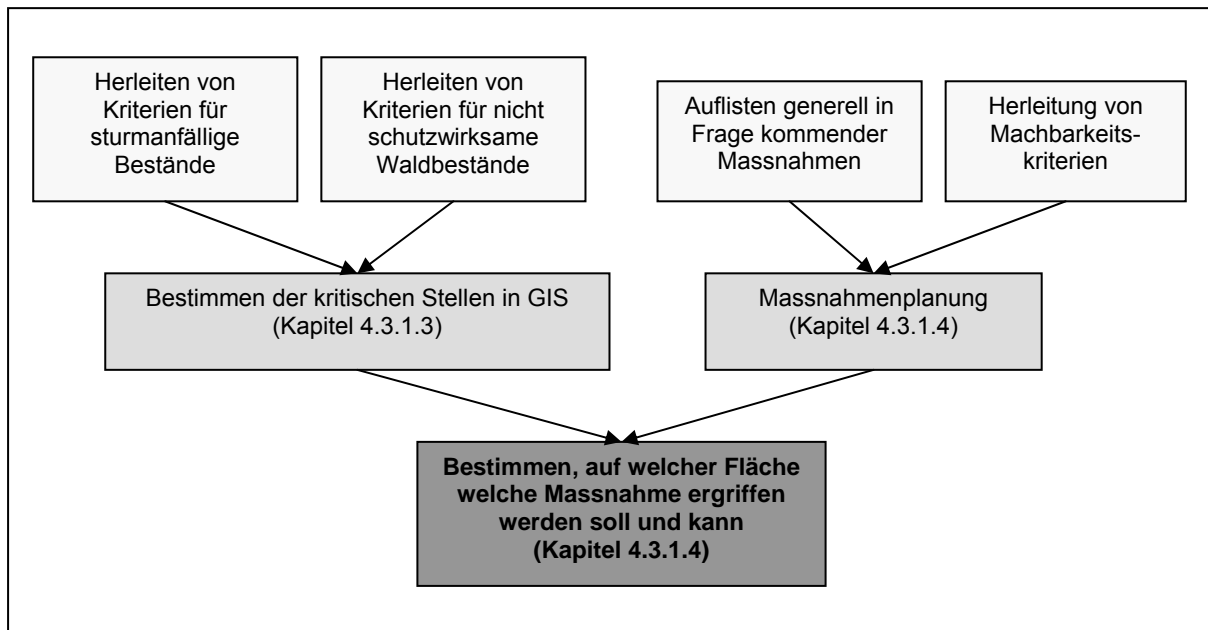 Herleiten von
Kriterien für
sturmanfällige
Bestände
Herleiten von
Kriterien für nicht
schutzwirksame
Waldbestände
Auflisten generell in
Frage kommender
Massnahmen
Herleitung von
Machbarkeits-
kriterien
Bestimmen der kritischen Stellen in GIS
(Kapitel 4.3.1.3)
Massnahmenplanung
(Kapitel 4.3.1.4)
Bestimmen, auf welcher Fläche
welche Massnahme ergriffen
werden soll und kann
(Kapitel 4.3.1.4)